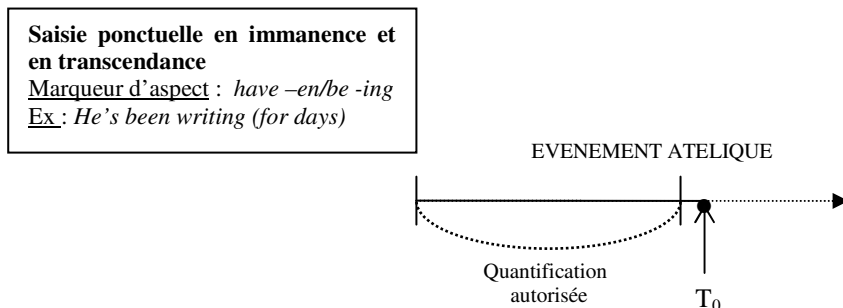 Saisie ponctuelle en immanence et
en transcendance
Marqueur d'aspect : have –en/be -ing
Ex : He's been writing (for days)
EVENEMENT ATELIQUE
Quantification
autorisée
T0